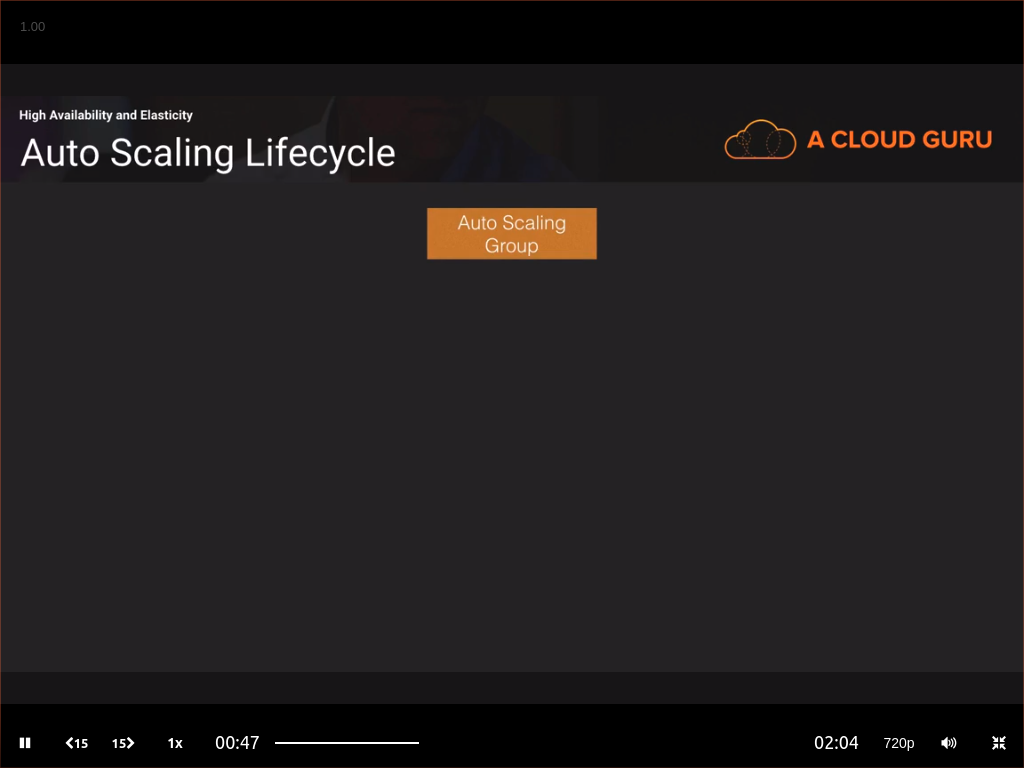 1.00
High Availability and Elasticity
Auto Scaling Lifecycle
A CLOUD GURU
Auto Scaling
Group
15
15
1x
00:47
02:04
720p